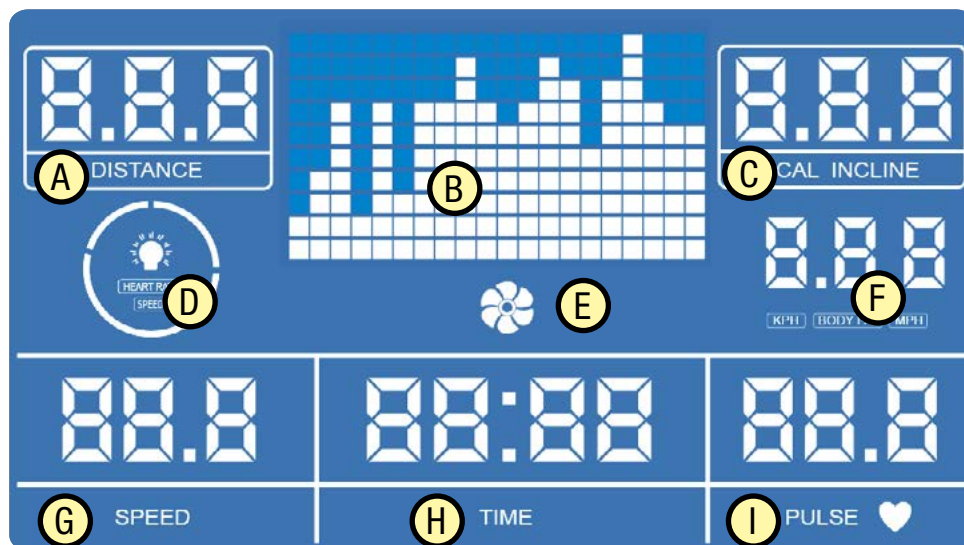 8.8.8
A DISTANCE
B
8.8.8
C CAL INCLINE
D
HEART
SPEED
E
8.8.8
F
KPH BODY MPH
88.8
G SPEED
88:88
H TIME
88.8
I PULSE